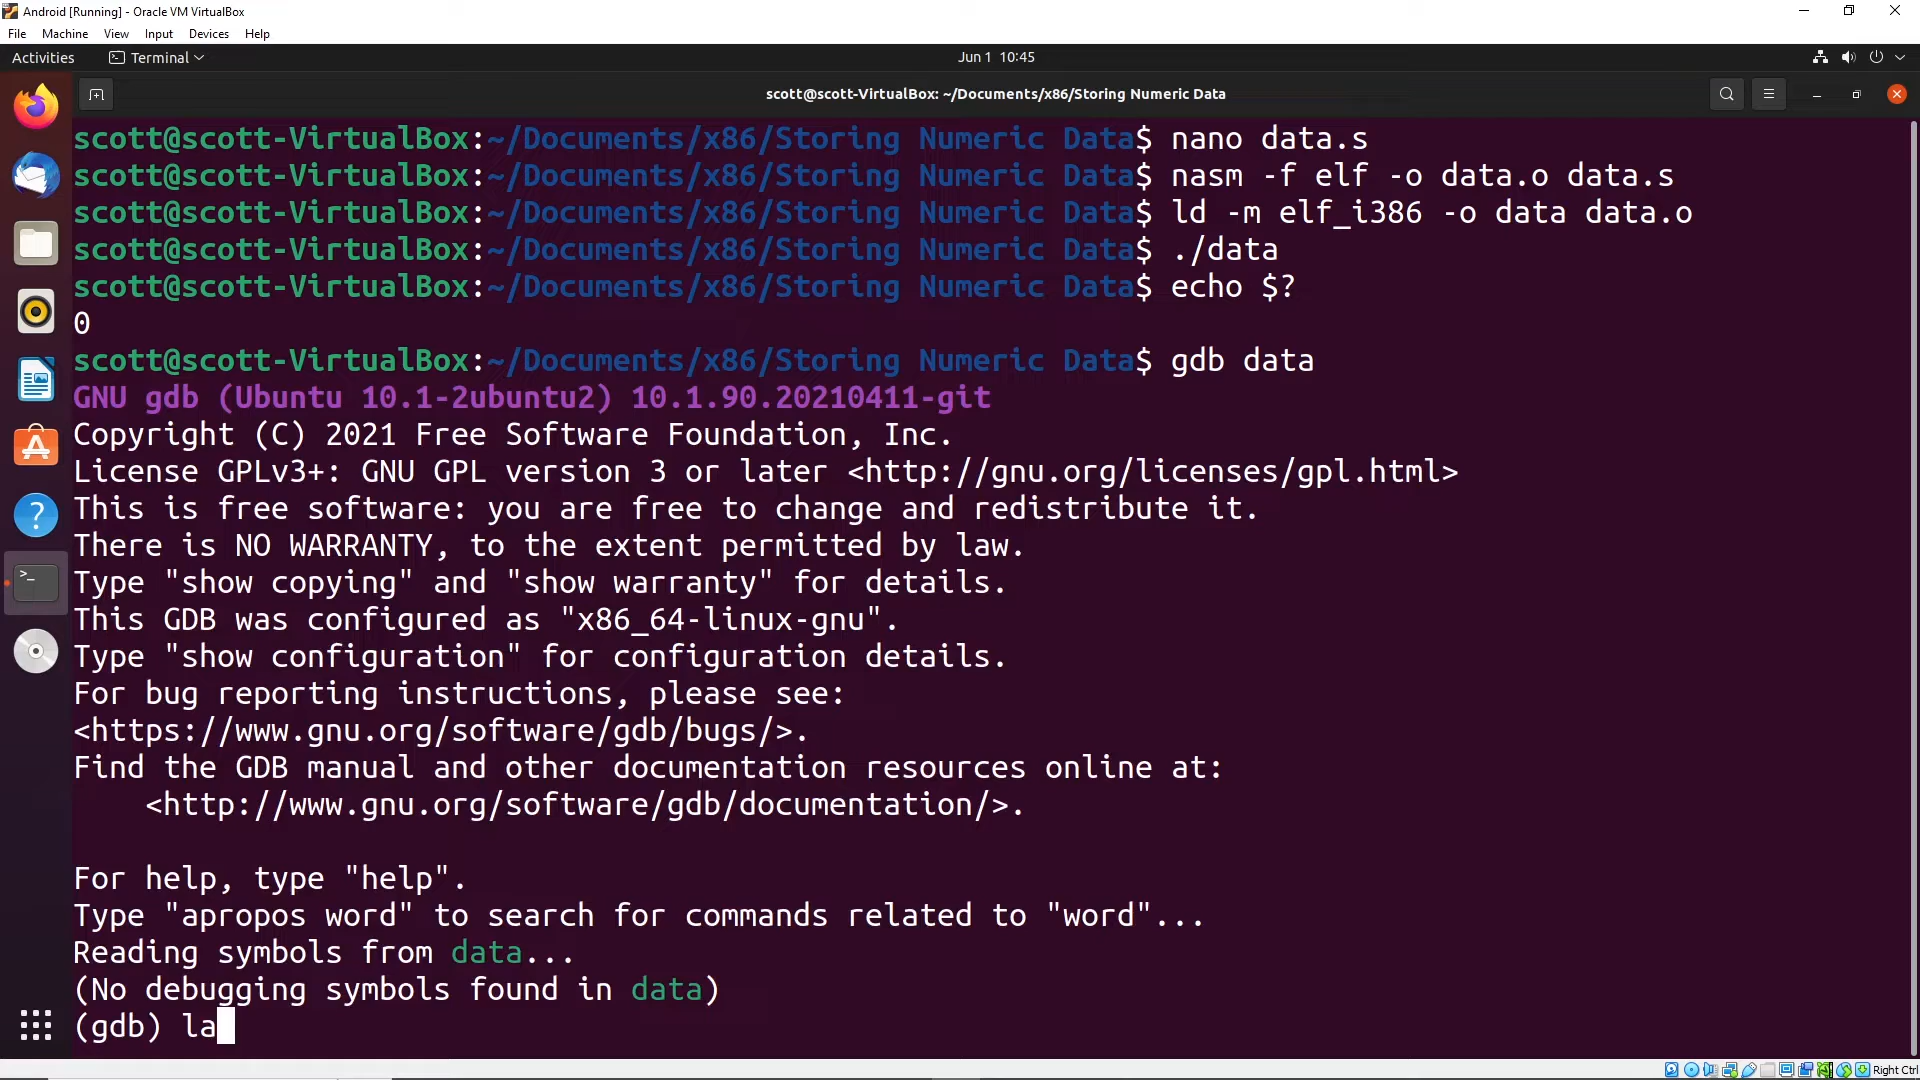 Android [Running] - Oracle VM VirtualBox
File Machine View Input Devices Help
Activities Terminal Jun 1 10:45
scott@scott-VirtualBox: ~/Documents/x86/Storing Numeric Data
scott@scott-VirtualBox:~/Documents/x86/Storing Numeric Data$ nano data.s
scott@scott-VirtualBox:~/Documents/x86/Storing Numeric Data$ nasm -f elf -o data.o data.s
scott@scott-VirtualBox:~/Documents/x86/Storing Numeric Data$ ld -m elf_i386 -o data data.o
scott@scott-VirtualBox:~/Documents/x86/Storing Numeric Data$ ./data
scott@scott-VirtualBox:~/Documents/x86/Storing Numeric Data$ echo $?
0
scott@scott-VirtualBox:~/Documents/x86/Storing Numeric Data$ gdb data
GNU gdb (Ubuntu 10.1-2ubuntu2) 10.1.90.20210411-git
Copyright (C) 2021 Free Software Foundation, Inc.
License GPLv3+: GNU GPL version 3 or later <http://gnu.org/licenses/gpl.html>
This is free software: you are free to change and redistribute it.
There is NO WARRANTY, to the extent permitted by law.
Type "show copying" and "show warranty" for details.
This GDB was configured as "x86_64-linux-gnu".
Type "show configuration" for configuration details.
For bug reporting instructions, please see:
<https://www.gnu.org/software/gdb/bugs/>.
Find the GDB manual and other documentation resources online at:
    <http://www.gnu.org/software/gdb/documentation/>.
For help, type "help".
Type "apropos word" to search for commands related to "word"...
Reading symbols from data...
(No debugging symbols found in data)
(gdb) la
Right Ctrl